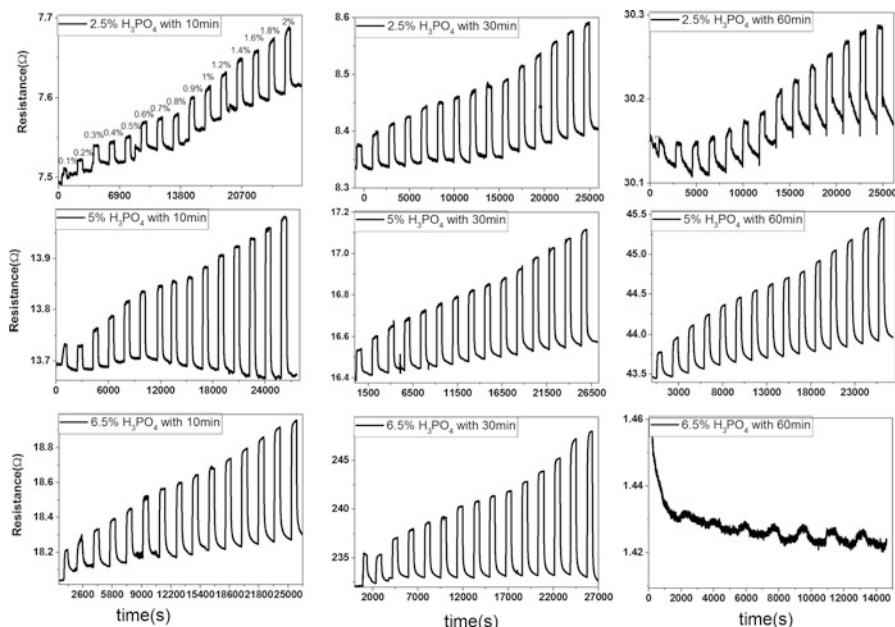 2.5% H₃PO₄ with 10min
7.7
7.6
7.5
Resistance(Ω)
0.1%
0.2%
0.3%
0.4%
0.5%
0.6%
0.7%
0.8%
0.9%
1%
1.2%
1.4%
1.6%
1.8%
2%
0 6900 13800 20700
2.5% H₃PO₄ with 30min
8.6
8.5
8.4
8.3
0 5000 10000 15000 20000 25000
2.5% H₃PO₄ with 60min
30.3
30.2
30.1
0 5000 10000 15000 20000 25000
5% H₃PO₄ with 10min
13.9
13.8
13.7
Resistance(Ω)
0 6000 12000 18000 24000
5% H₃PO₄ with 30min
17.2
17.0
16.8
16.6
16.4
1500 6500 11500 16500 21500 26500
5% H₃PO₄ with 60min
45.5
45.0
44.5
44.0
43.5
3000 8000 13000 18000 23000
6.5% H₃PO₄ with 10min
18.8
18.6
18.4
18.2
Resistance(Ω)
2600 5800 9000 12200 15400 18600 21800 25000
time(s)
6.5% H₃PO₄ with 30min
245
240
235
2000 7000 12000 17000 22000 27000
time(s)
6.5% H₃PO₄ with 60min
1.46
1.44
1.42
0 2000 4000 6000 8000 10000 12000 14000
time(s)